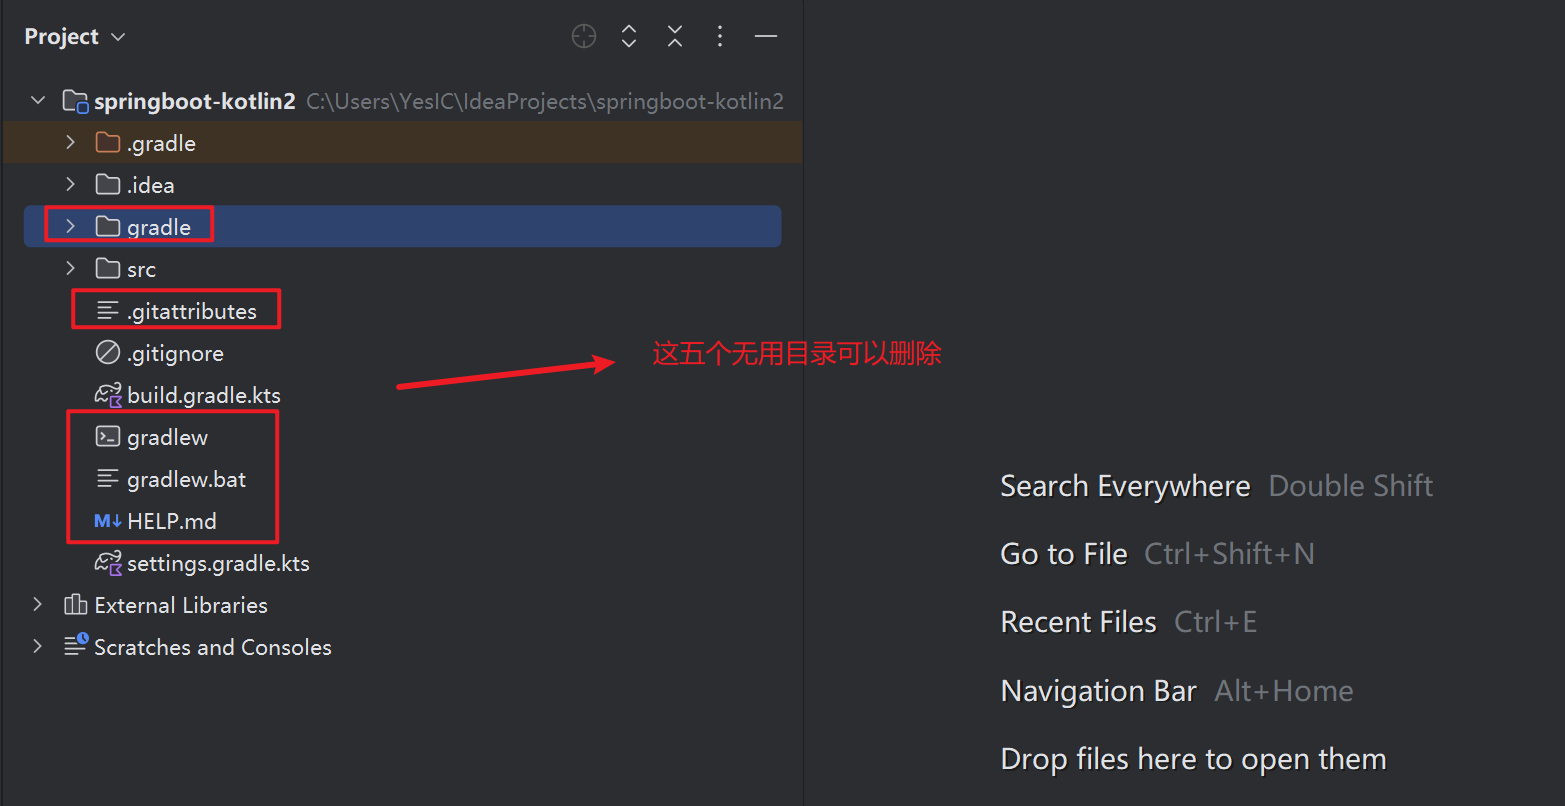 Project
springboot-kotlin2 C:\Users\YesIC\IdeaProjects\springboot-kotlin2
.gradle
.idea
gradle
src
.gitattributes
.gitignore
build.gradle.kts
gradlew
gradlew.bat
M↓ HELP.md
settings.gradle.kts
External Libraries
Scratches and Consoles
这五个无用目录可以删除
Search Everywhere Double Shift
Go to File Ctrl+Shift+N
Recent Files Ctrl+E
Navigation Bar Alt+Home
Drop files here to open them